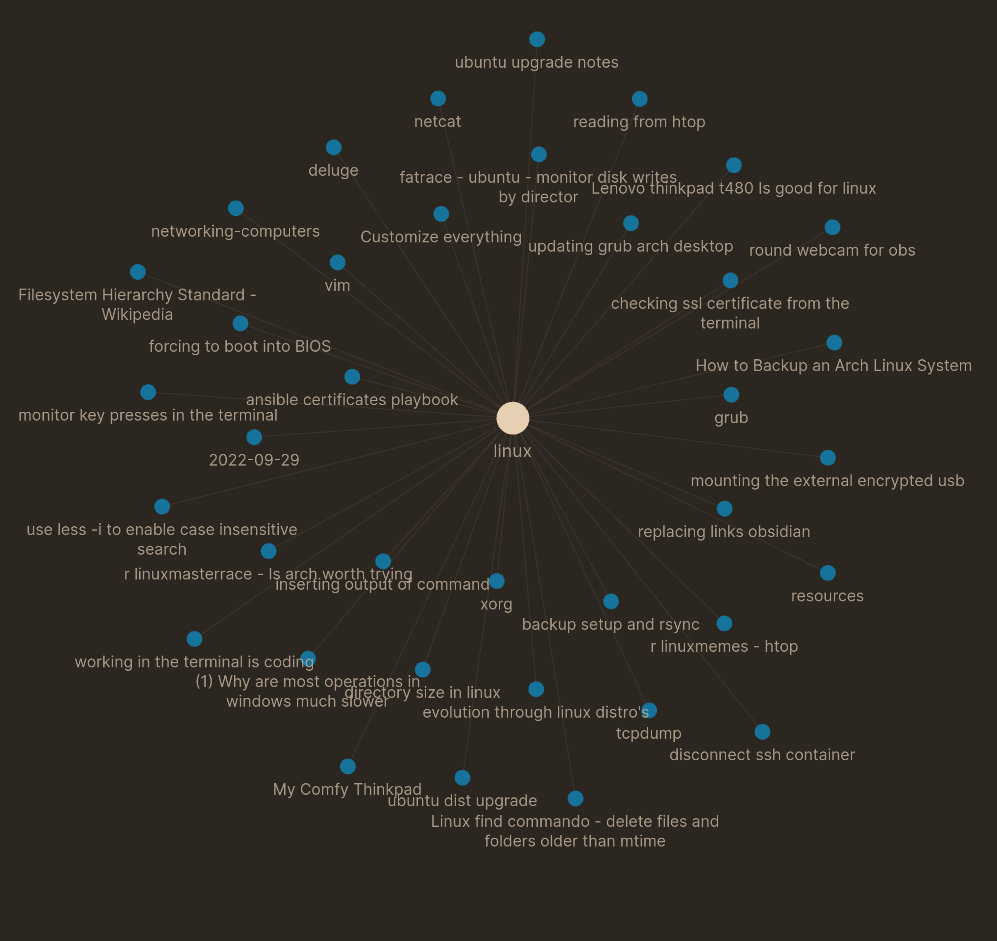 ubuntu upgrade notes
netcat
reading from htop
deluge
fatrace - ubuntu - monitor disk writes
by director
Lenovo thinkpad t480 Is good for linux
networking-computers
Customize everything
updating grub arch desktop
round webcam for obs
vim
Filesystem Hierarchy Standard -
Wikipedia
checking ssl certificate from the
terminal
forcing to boot into BIOS
How to Backup an Arch Linux System
ansible certificates playbook
monitor key presses in the terminal
grub
linux
2022-09-29
mounting the external encrypted usb
use less -i to enable case insensitive
search
replacing links obsidian
r linuxmasterrace - Is arch worth trying
inserting output of command
xorg
resources
backup setup and rsync
r linuxmemes - htop
working in the terminal is coding
(1) Why are most operations in
windows much slower
directory size in linux
evolution through linux distro's
tcpdump
disconnect ssh container
My Comfy Thinkpad
ubuntu dist upgrade
Linux find commando - delete files and
folders older than mtime